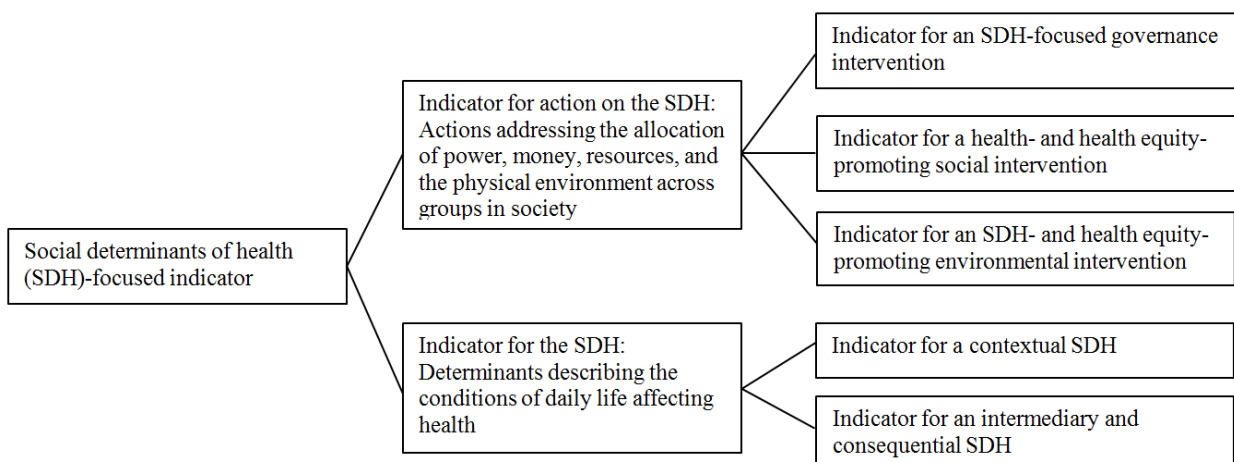 Social determinants of health
(SDH)-focused indicator
Indicator for action on the SDH:
Actions addressing the allocation
of power, money, resources, and
the physical environment across
groups in society
Indicator for an SDH-focused governance
intervention
Indicator for a health- and health equity-
promoting social intervention
Indicator for an SDH- and health equity-
promoting environmental intervention
Indicator for the SDH:
Determinants describing the
conditions of daily life affecting
health
Indicator for a contextual SDH
Indicator for an intermediary and
consequential SDH